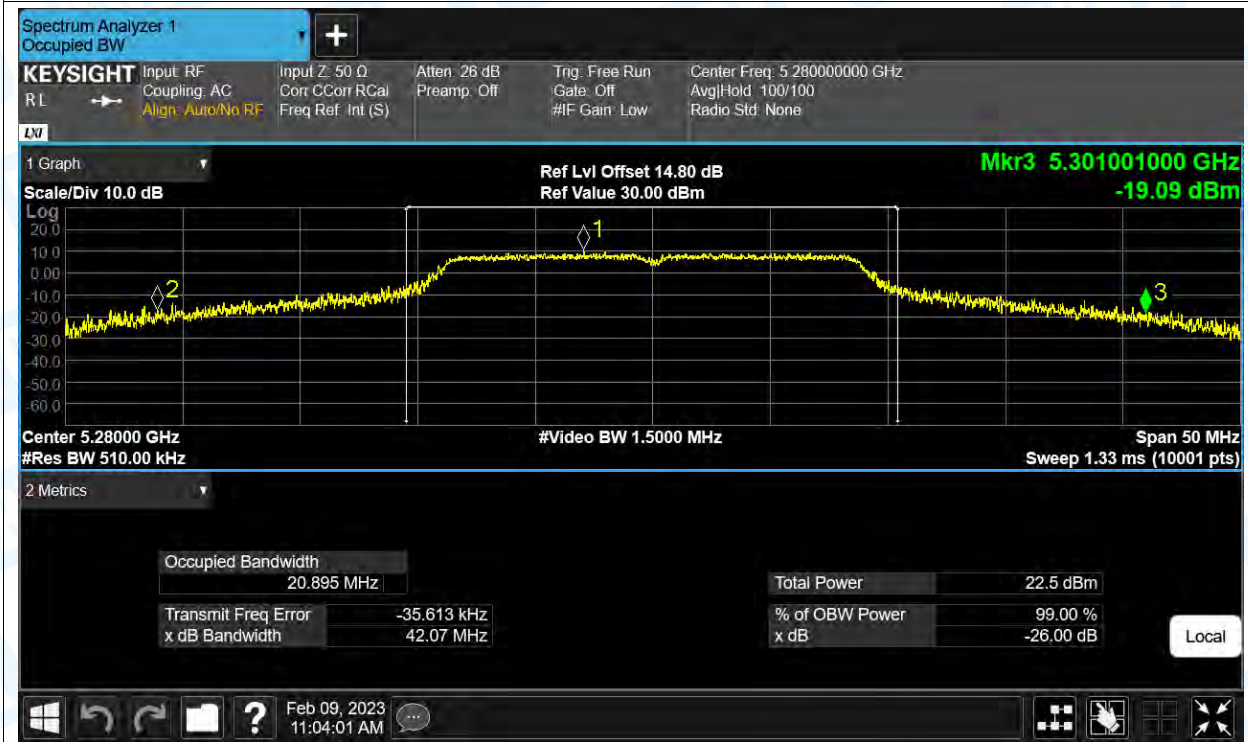 Spectrum Analyzer 1
Occupied BW
KEYSIGHT Input: RF Input Z: 50 Ω Atten: 26 dB Trig: Free Run Center Freq: 5.280000000 GHz
R L Coupling: AC Corr CCorr RCal Preamp: Off Gate: Off Avg|Hold: 100/100
Align: Auto/No RF Freq Ref: Int (S) #IF Gain: Low Radio Std: None
LXI
1 Graph Ref Lvl Offset 14.80 dB Mkr3 5.301001000 GHz
Scale/Div 10.0 dB Ref Value 30.00 dBm -19.09 dBm
Log
20.0
10.0
0.00
-10.0
-20.0
-30.0
-40.0
-50.0
-60.0
1
2
3
Center 5.28000 GHz #Video BW 1.5000 MHz Span 50 MHz
#Res BW 510.00 kHz Sweep 1.33 ms (10001 pts)
2 Metrics
Occupied Bandwidth
20.895 MHz Total Power 22.5 dBm
Transmit Freq Error -35.613 kHz % of OBW Power 99.00 %
x dB Bandwidth 42.07 MHz x dB -26.00 dB
Local
Feb 09, 2023
11:04:01 AM